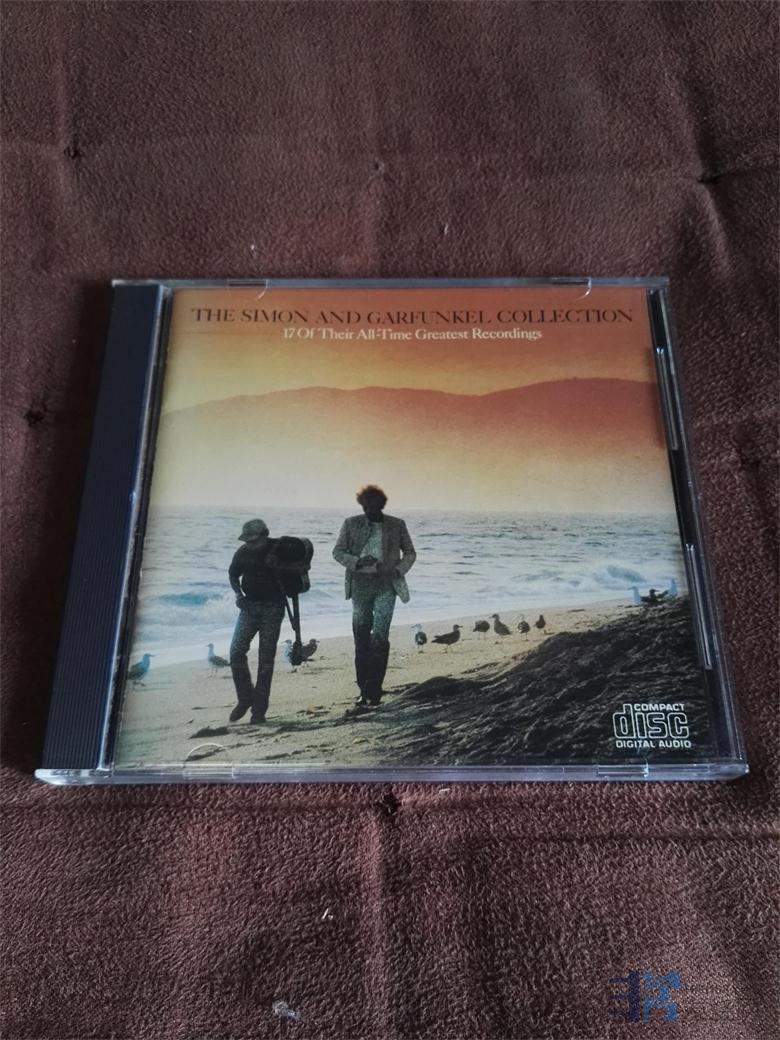 THE SIMON AND GARFUNKEL COLLECTION
17 Of Their All-Time Greatest Recordings
COMPACT
disc
DIGITAL AUDIO